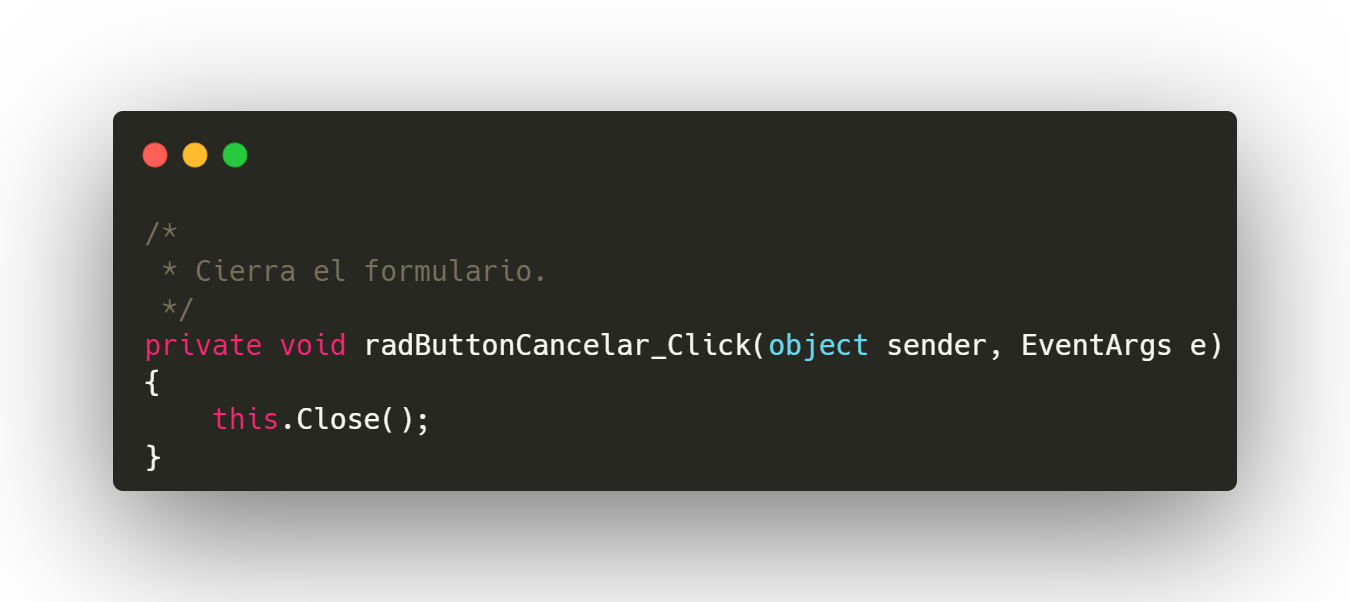 /*
 * Cierra el formulario.
 */
private void radButtonCancelar_Click(object sender, EventArgs e)
{
    this.Close();
}